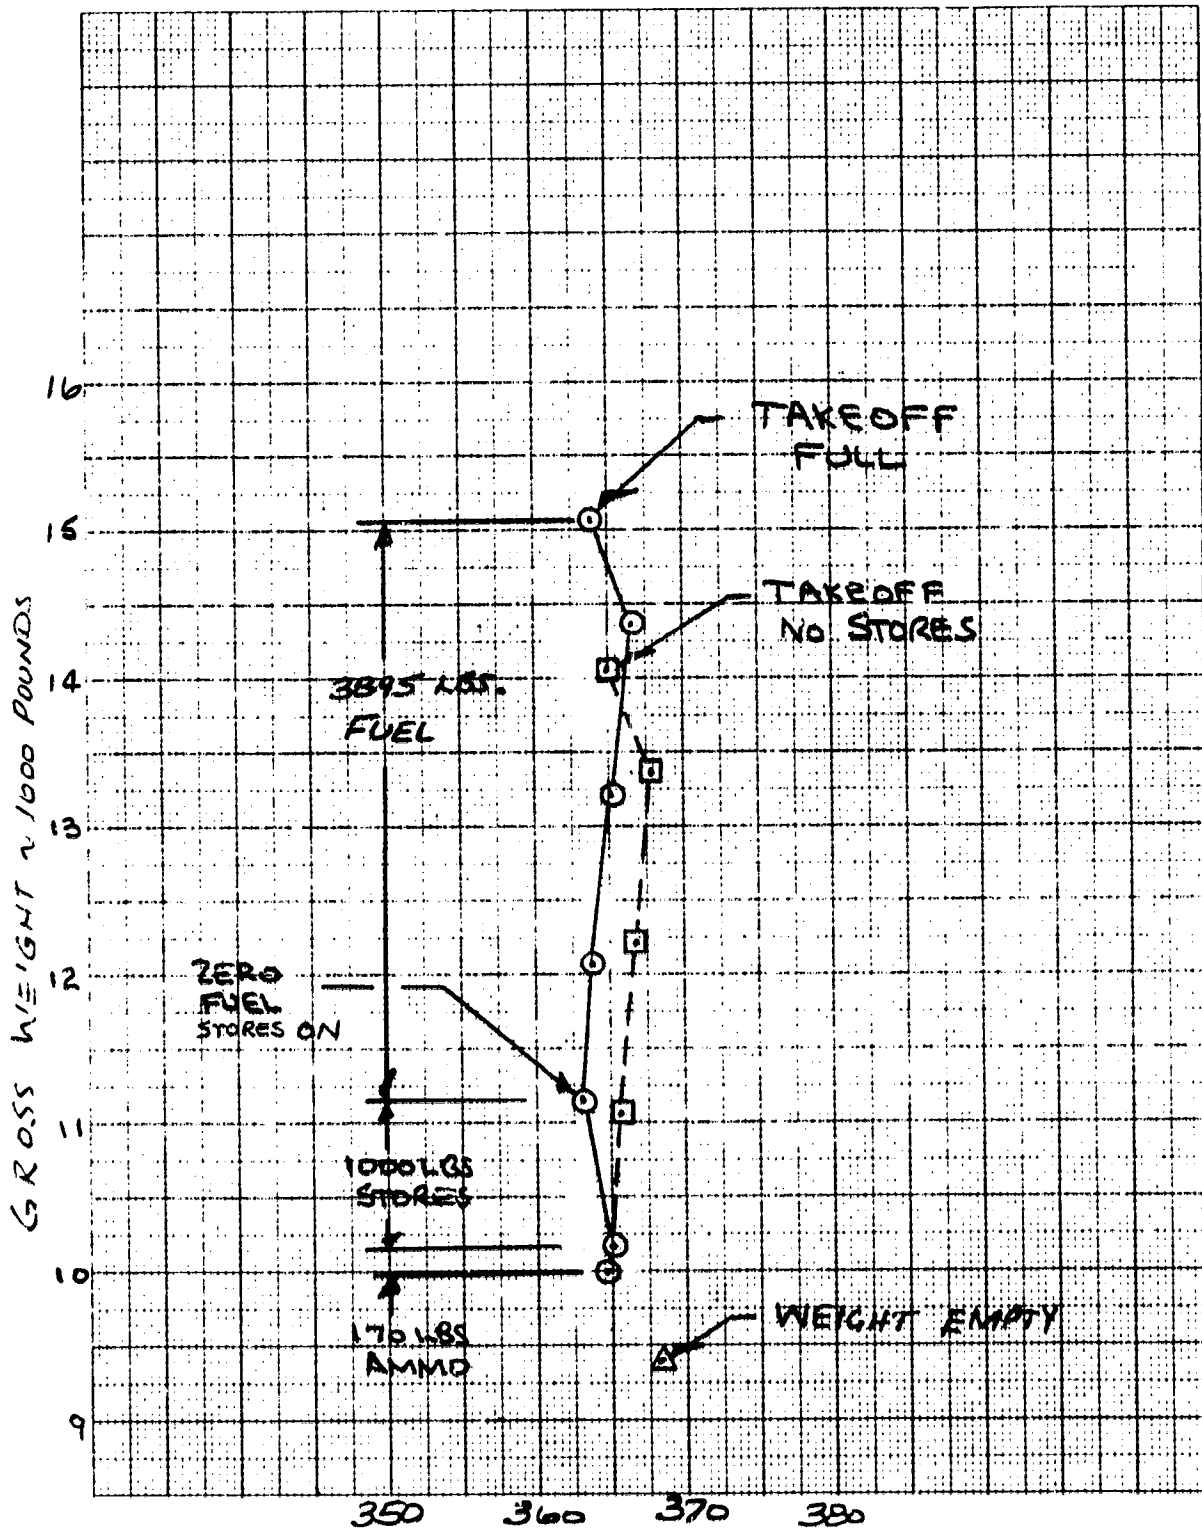 16
TAKEOFF
FULL
15
TAKEOFF
NO STORES
14
3895 LBS.
FUEL
GROSS WEIGHT ~ 1000 POUNDS
13
12
ZERO
FUEL
STORES ON
11
1000 LBS
STORES
10
170 LBS
AMMO
WEIGHT EMPTY
9
350 360 370 380